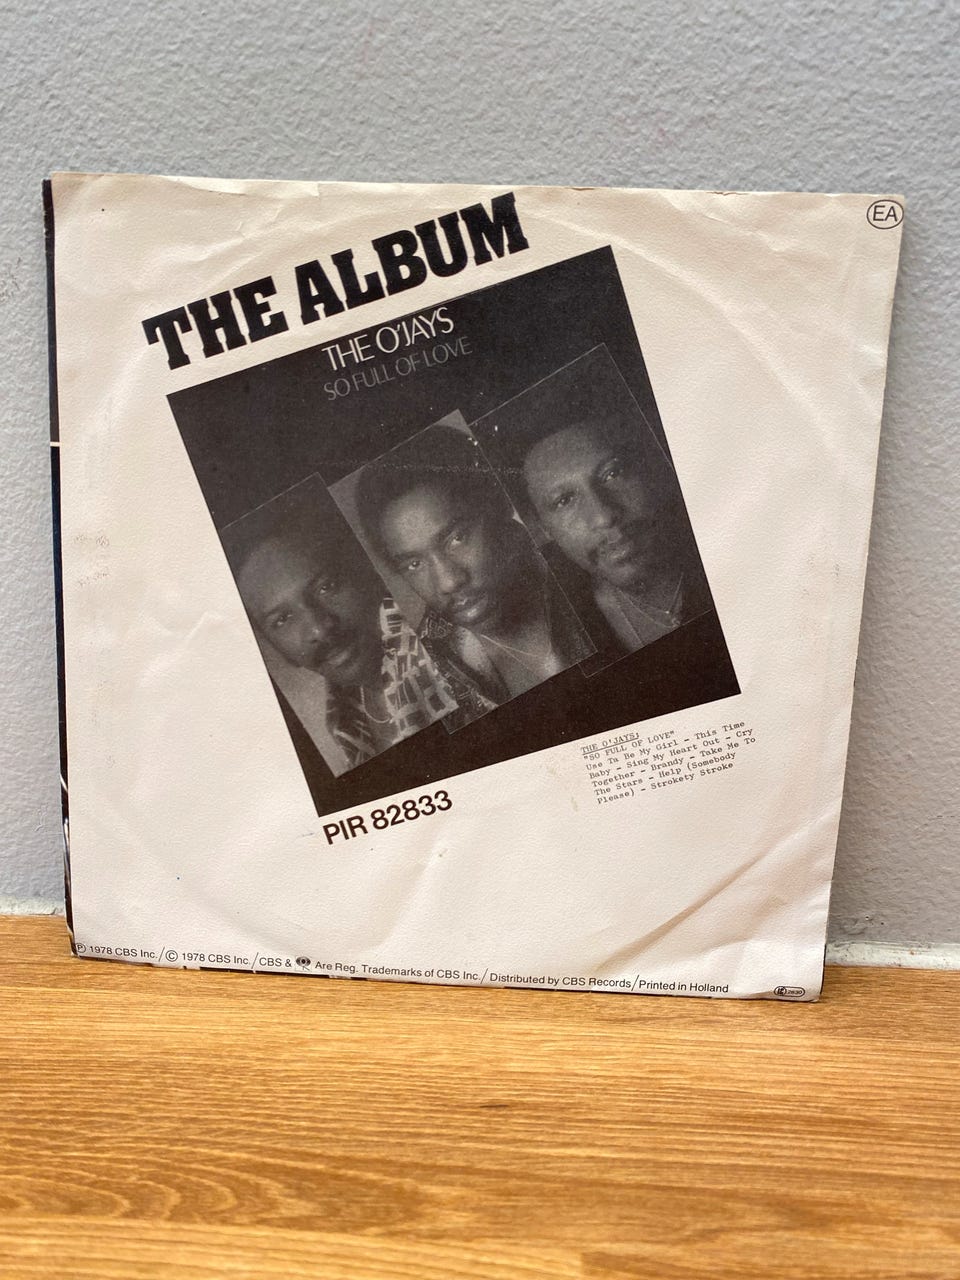 EA
THE ALBUM
THE O'JAYS
SO FULL OF LOVE
THE O'JAYS:
"SO FULL OF LOVE"
Use Ta Be My Girl - This Time
Baby - Sing My Heart Out - Cry
Together - Brandy - Take Me To
The Stars - Help (Somebody
Please) - Strokety Stroke
PIR 82833
Ⓟ 1978 CBS Inc./© 1978 CBS Inc./CBS & Are Reg. Trademarks of CBS Inc./Distributed by CBS Records/Printed in Holland